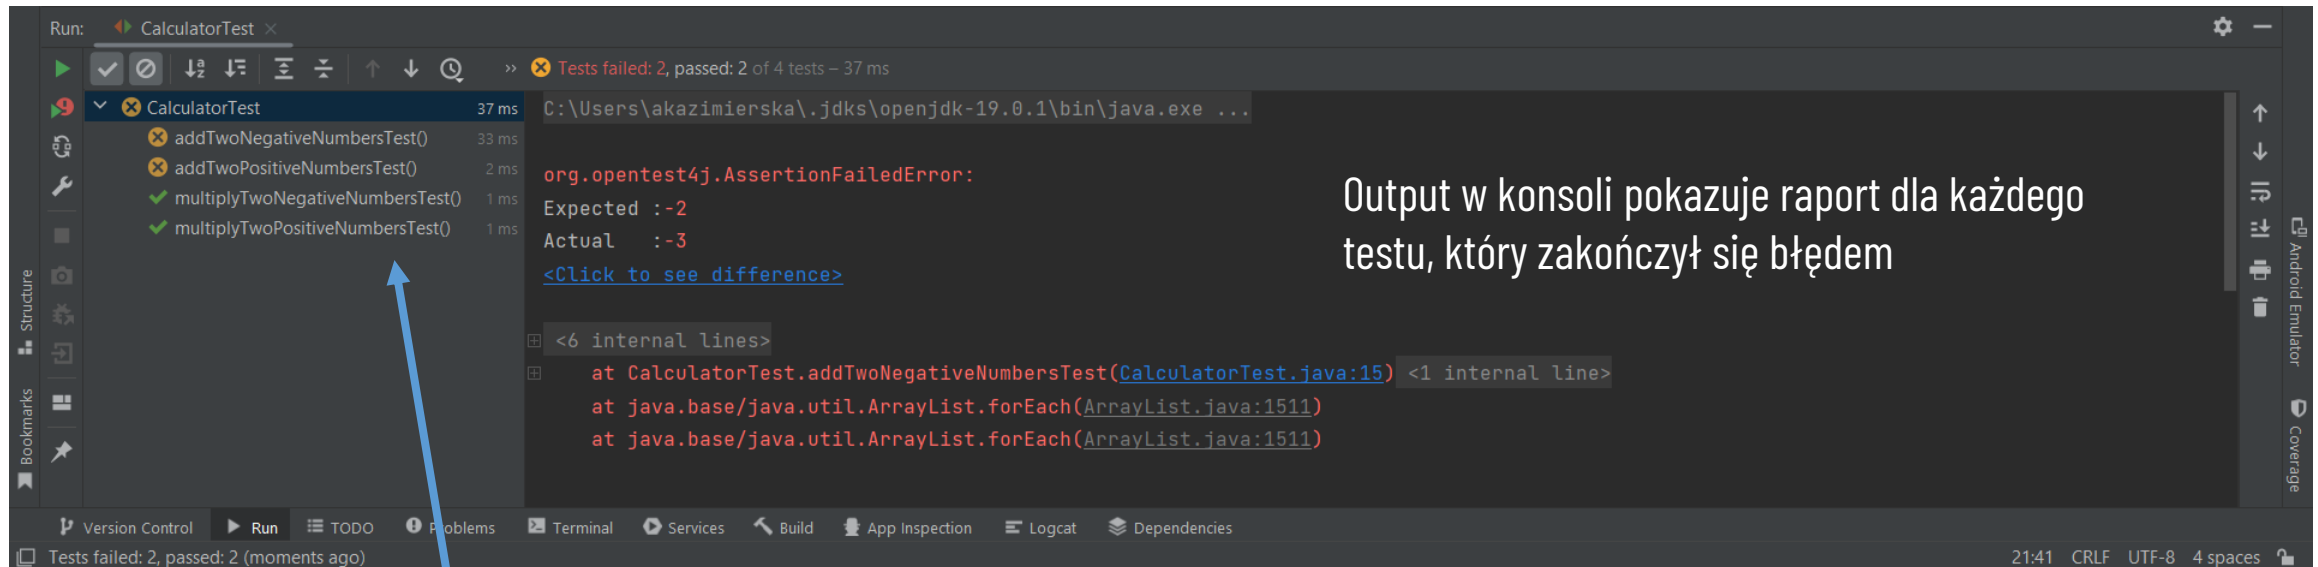 Run: CalculatorTest
Tests failed: 2, passed: 2 of 4 tests – 37 ms
CalculatorTest 37 ms
addTwoNegativeNumbersTest() 33 ms
addTwoPositiveNumbersTest() 2 ms
multiplyTwoNegativeNumbersTest() 1 ms
multiplyTwoPositiveNumbersTest() 1 ms
C:\Users\akazimierska\.jdks\openjdk-19.0.1\bin\java.exe ...
org.opentest4j.AssertionFailedError:
Expected :-2
Actual :-3
<Click to see difference>
<6 internal lines>
at CalculatorTest.addTwoNegativeNumbersTest(CalculatorTest.java:15) <1 internal line>
at java.base/java.util.ArrayList.forEach(ArrayList.java:1511)
at java.base/java.util.ArrayList.forEach(ArrayList.java:1511)
Output w konsoli pokazuje raport dla każdego
testu, który zakończył się błędem
Structure
Bookmarks
Android Emulator
Coverage
Version Control Run TODO Problems Terminal Services Build App Inspection Logcat Dependencies
Tests failed: 2, passed: 2 (moments ago) 21:41 CRLF UTF-8 4 spaces